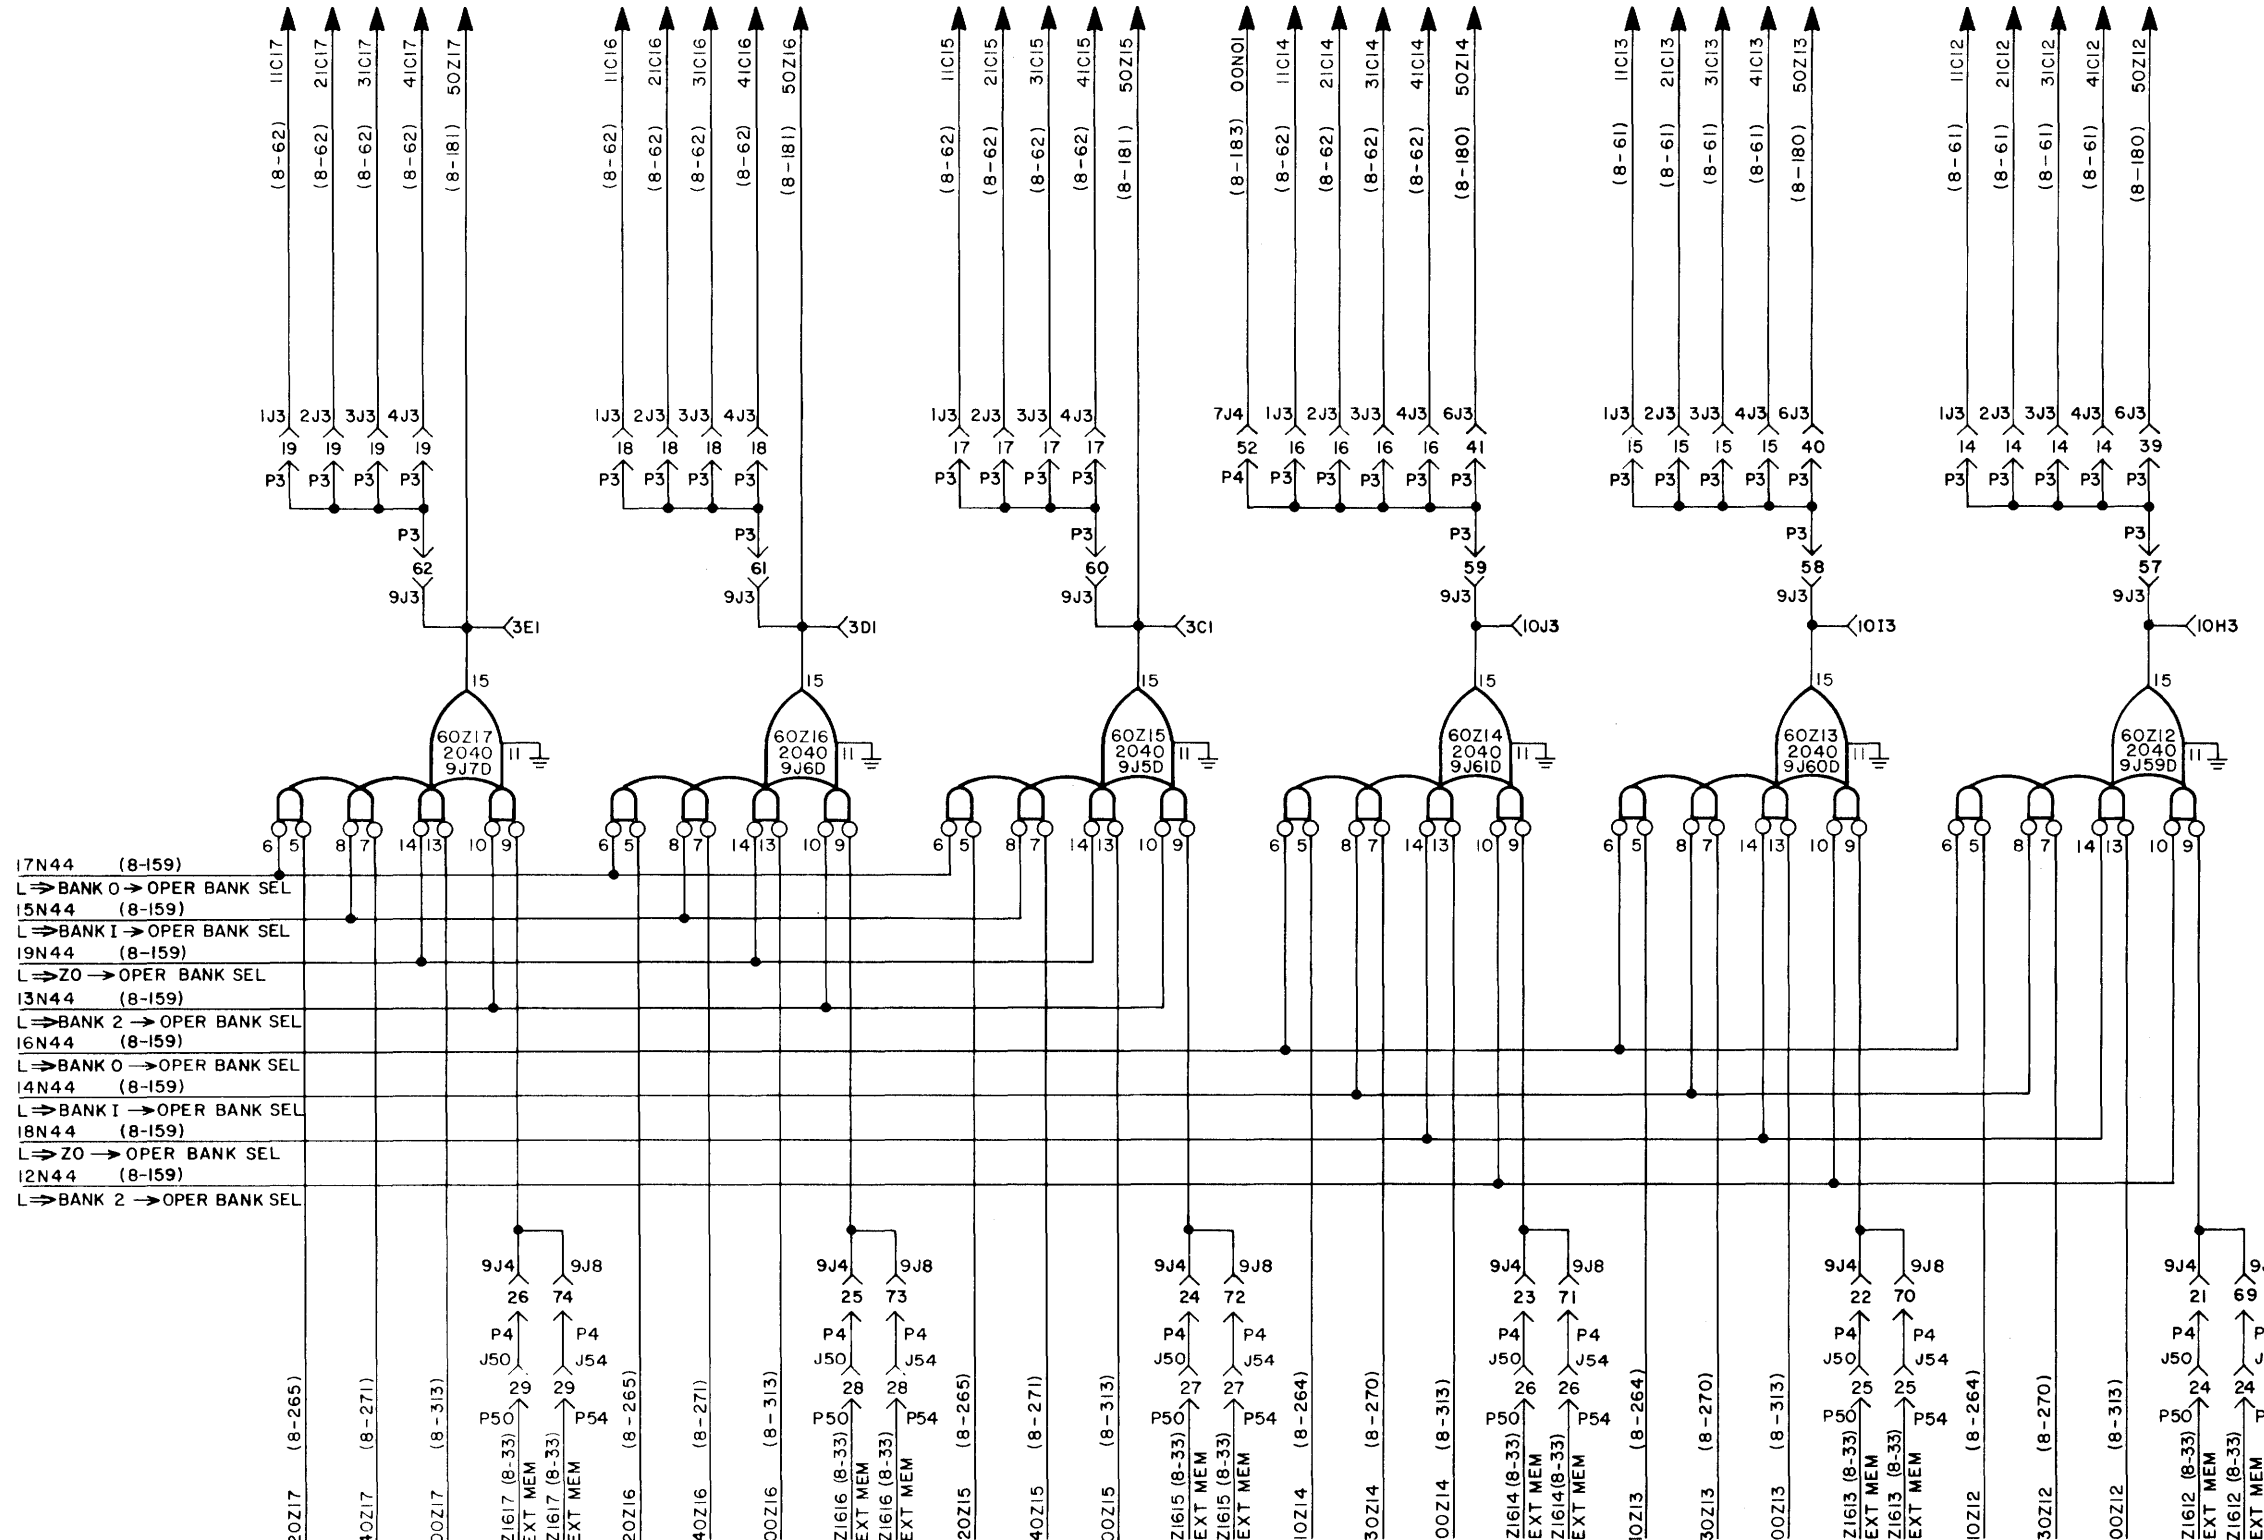 11C17 21C17 31C17 41C17 50Z17 11C16 21C16 31C16 41C16 50Z16 11C15 21C15 31C15 41C15 50Z15 00N01 11C14 21C14 31C14 41C14 50Z14 11C13 21C13 31C13 41C13 50Z13 11C12 21C12 31C12 41C12 50Z12
(8-62) (8-62) (8-62) (8-62) (8-181) (8-62) (8-62) (8-62) (8-62) (8-181) (8-62) (8-62) (8-62) (8-62) (8-181) (8-183) (8-62) (8-62) (8-62) (8-62) (8-180) (8-61) (8-61) (8-61) (8-61) (8-180) (8-61) (8-61) (8-61) (8-61) (8-180)
1J3 2J3 3J3 4J3 1J3 2J3 3J3 4J3 1J3 2J3 3J3 4J3 7J4 1J3 2J3 3J3 4J3 6J3 1J3 2J3 3J3 4J3 6J3 1J3 2J3 3J3 4J3 6J3
19 19 19 19 18 18 18 18 17 17 17 17 52 16 16 16 16 41 15 15 15 15 40 14 14 14 14 39
P3 P3 P3 P3 P3 P3 P3 P3 P3 P3 P3 P3 P4 P3 P3 P3 P3 P3 P3 P3 P3 P3 P3 P3 P3 P3 P3 P3
P3 P3 P3 P3 P3 P3
62 61 60 59 58 57
9J3 9J3 9J3 9J3 9J3 9J3
3E1 3D1 3C1 10J3 10I3 10H3
15 15 15 15 15 15
60Z17 60Z16 60Z15 60Z14 60Z13 60Z12
2040 11 2040 11 2040 11 2040 11 2040 11 2040 11
9J7D 9J6D 9J5D 9J61D 9J60D 9J59D
6 5 8 7 14 13 10 9 6 5 8 7 14 13 10 9 6 5 8 7 14 13 10 9 6 5 8 7 14 13 10 9 6 5 8 7 14 13 10 9 6 5 8 7 14 13 10 9
17N44 (8-159)
L⇒BANK 0→OPER BANK SEL
15N44 (8-159)
L⇒BANK I→OPER BANK SEL
19N44 (8-159)
L⇒Z0→OPER BANK SEL
13N44 (8-159)
L⇒BANK 2→OPER BANK SEL
16N44 (8-159)
L⇒BANK 0→OPER BANK SEL
14N44 (8-159)
L⇒BANK I→OPER BANK SEL
18N44 (8-159)
L⇒Z0→OPER BANK SEL
12N44 (8-159)
L⇒BANK 2→OPER BANK SEL
9J4 9J8 9J4 9J8 9J4 9J8 9J4 9J8 9J4 9J8 9J4
26 74 25 73 24 72 23 71 22 70 21 69
P4 P4 P4 P4 P4 P4 P4 P4 P4 P4 P4
J50 J54 J50 J54 J50 J54 J50 J54 J50 J54 J50
29 29 28 28 27 27 26 26 25 25 24 24
P50 P54 P50 P54 P50 P54 P50 P54 P50 P54 P50
(8-265) (8-271) (8-313) (8-265) (8-271) (8-313) (8-265) (8-271) (8-313) (8-264) (8-270) (8-313) (8-264) (8-270) (8-313) (8-264) (8-270) (8-313)
20Z17 40Z17 00Z17 Z1617 (8-33) EXT MEM Z1617 (8-33) EXT MEM
20Z16 40Z16 00Z16 Z1616 (8-33) EXT MEM Z1616 (8-33) EXT MEM
20Z15 40Z15 00Z15 Z1615 (8-33) EXT MEM Z1615 (8-33) EXT MEM
10Z14 30Z14 00Z14 Z1614 (8-33) EXT MEM Z1614 (8-33) EXT MEM
10Z13 30Z13 00Z13 Z1613 (8-33) EXT MEM Z1613 (8-33) EXT MEM
10Z12 30Z12 00Z12 Z1612 (8-33) EXT MEM Z1612 (8-33) EXT MEM